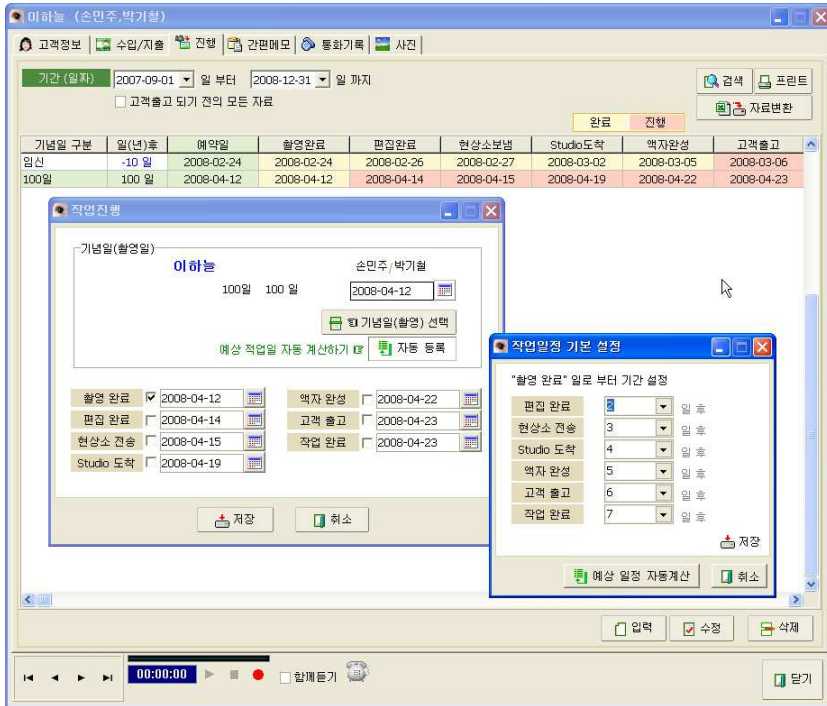 이하늘 (손민주,박기철)
고객정보 수입/지출 진행 간편메모 통화기록 사진
기간 (일자) 2007-09-01 일 부터 2008-12-31 일 까지 검색 프린트
고객출고 되기 전의 모든 자료 자료변환
완료 진행
기념일 구분 일(년)후 예약일 촬영완료 편집완료 현상소보냄 Studio도착 액자완성 고객출고
임신 -10 일 2008-02-24 2008-02-24 2008-02-26 2008-02-27 2008-03-02 2008-03-05 2008-03-06
100일 100 일 2008-04-12 2008-04-12 2008-04-14 2008-04-15 2008-04-19 2008-04-22 2008-04-23
작업진행
기념일(촬영일)
이하늘 손민주/박기철
100일 100 일 2008-04-12
기념일(촬영) 선택
예상 적업일 자동 계산하기 자동 등록
촬영 완료 2008-04-12 액자 완성 2008-04-22
편집 완료 2008-04-14 고객 출고 2008-04-23
현상소 전송 2008-04-15 작업 완료 2008-04-23
Studio 도착 2008-04-19
저장 취소
작업일정 기본 설정
"촬영 완료" 일로 부터 기간 설정
편집 완료 2 일 후
현상소 전송 3 일 후
Studio 도착 4 일 후
액자 완성 5 일 후
고객 출고 6 일 후
작업 완료 7 일 후
저장
예상 일정 자동계산 취소
입력 수정 삭제
00:00:00 함께듣기 닫기